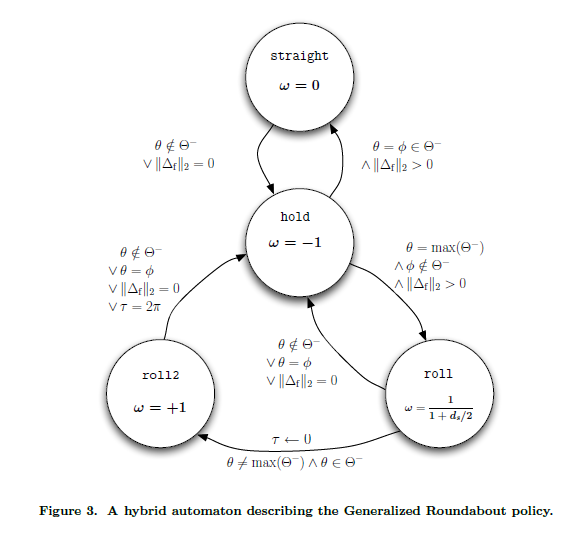 straight
ω = 0
θ ∉ Θ⁻
∨ ‖Δf‖₂ = 0
θ = ϕ ∈ Θ⁻
∧ ‖Δf‖₂ > 0
hold
ω = −1
θ ∉ Θ⁻
∨ θ = ϕ
∨ ‖Δf‖₂ = 0
∨ τ = 2π
θ = max(Θ⁻)
∧ ϕ ∉ Θ⁻
∧ ‖Δf‖₂ > 0
θ ∉ Θ⁻
∨ θ = ϕ
∨ ‖Δf‖₂ = 0
roll2
ω = +1
roll
ω = 1 / (1 + dₛ/2)
τ ← 0
θ ≠ max(Θ⁻) ∧ θ ∈ Θ⁻
Figure 3. A hybrid automaton describing the Generalized Roundabout policy.